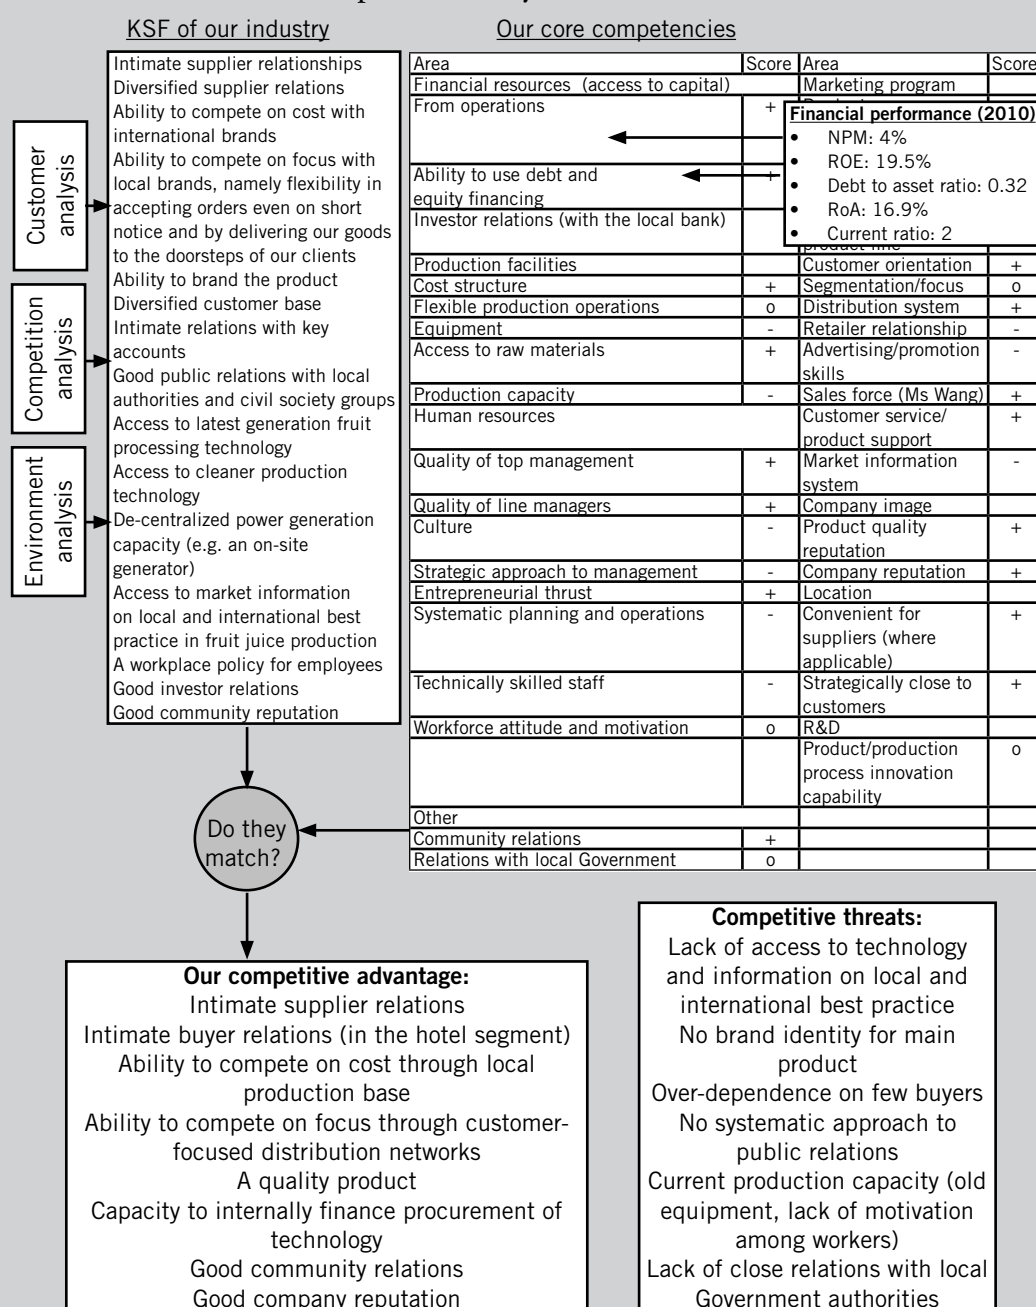 KSF of our industry
Our core competencies
Customer
analysis
Competition
analysis
Environment
analysis
Intimate supplier relationships
Diversified supplier relations
Ability to compete on cost with
international brands
Ability to compete on focus with
local brands, namely flexibility in
accepting orders even on short
notice and by delivering our goods
to the doorsteps of our clients
Ability to brand the product
Diversified customer base
Intimate relations with key
accounts
Good public relations with local
authorities and civil society groups
Access to latest generation fruit
processing technology
Access to cleaner production
technology
De-centralized power generation
capacity (e.g. an on-site
generator)
Access to market information
on local and international best
practice in fruit juice production
A workplace policy for employees
Good investor relations
Good community reputation
Area Score Area Score
Financial resources (access to capital) Marketing program
From operations +
Financial performance (2010)
• NPM: 4%
• ROE: 19.5%
• Debt to asset ratio: 0.32
• RoA: 16.9%
• Current ratio: 2
Ability to use debt and +
equity financing
Investor relations (with the local bank)
product line
Production facilities Customer orientation +
Cost structure + Segmentation/focus o
Flexible production operations o Distribution system +
Equipment - Retailer relationship -
Access to raw materials + Advertising/promotion -
skills
Production capacity - Sales force (Ms Wang) +
Human resources Customer service/ +
product support
Quality of top management + Market information -
system
Quality of line managers + Company image
Culture - Product quality +
reputation
Strategic approach to management - Company reputation +
Entrepreneurial thrust + Location
Systematic planning and operations - Convenient for +
suppliers (where
applicable)
Technically skilled staff - Strategically close to +
customers
Workforce attitude and motivation o R&D
Product/production o
process innovation
capability
Other
Community relations +
Relations with local Government o
Do they
match?
Our competitive advantage:
Intimate supplier relations
Intimate buyer relations (in the hotel segment)
Ability to compete on cost through local
production base
Ability to compete on focus through customer-
focused distribution networks
A quality product
Capacity to internally finance procurement of
technology
Good community relations
Good company reputation
Competitive threats:
Lack of access to technology
and information on local and
international best practice
No brand identity for main
product
Over-dependence on few buyers
No systematic approach to
public relations
Current production capacity (old
equipment, lack of motivation
among workers)
Lack of close relations with local
Government authorities